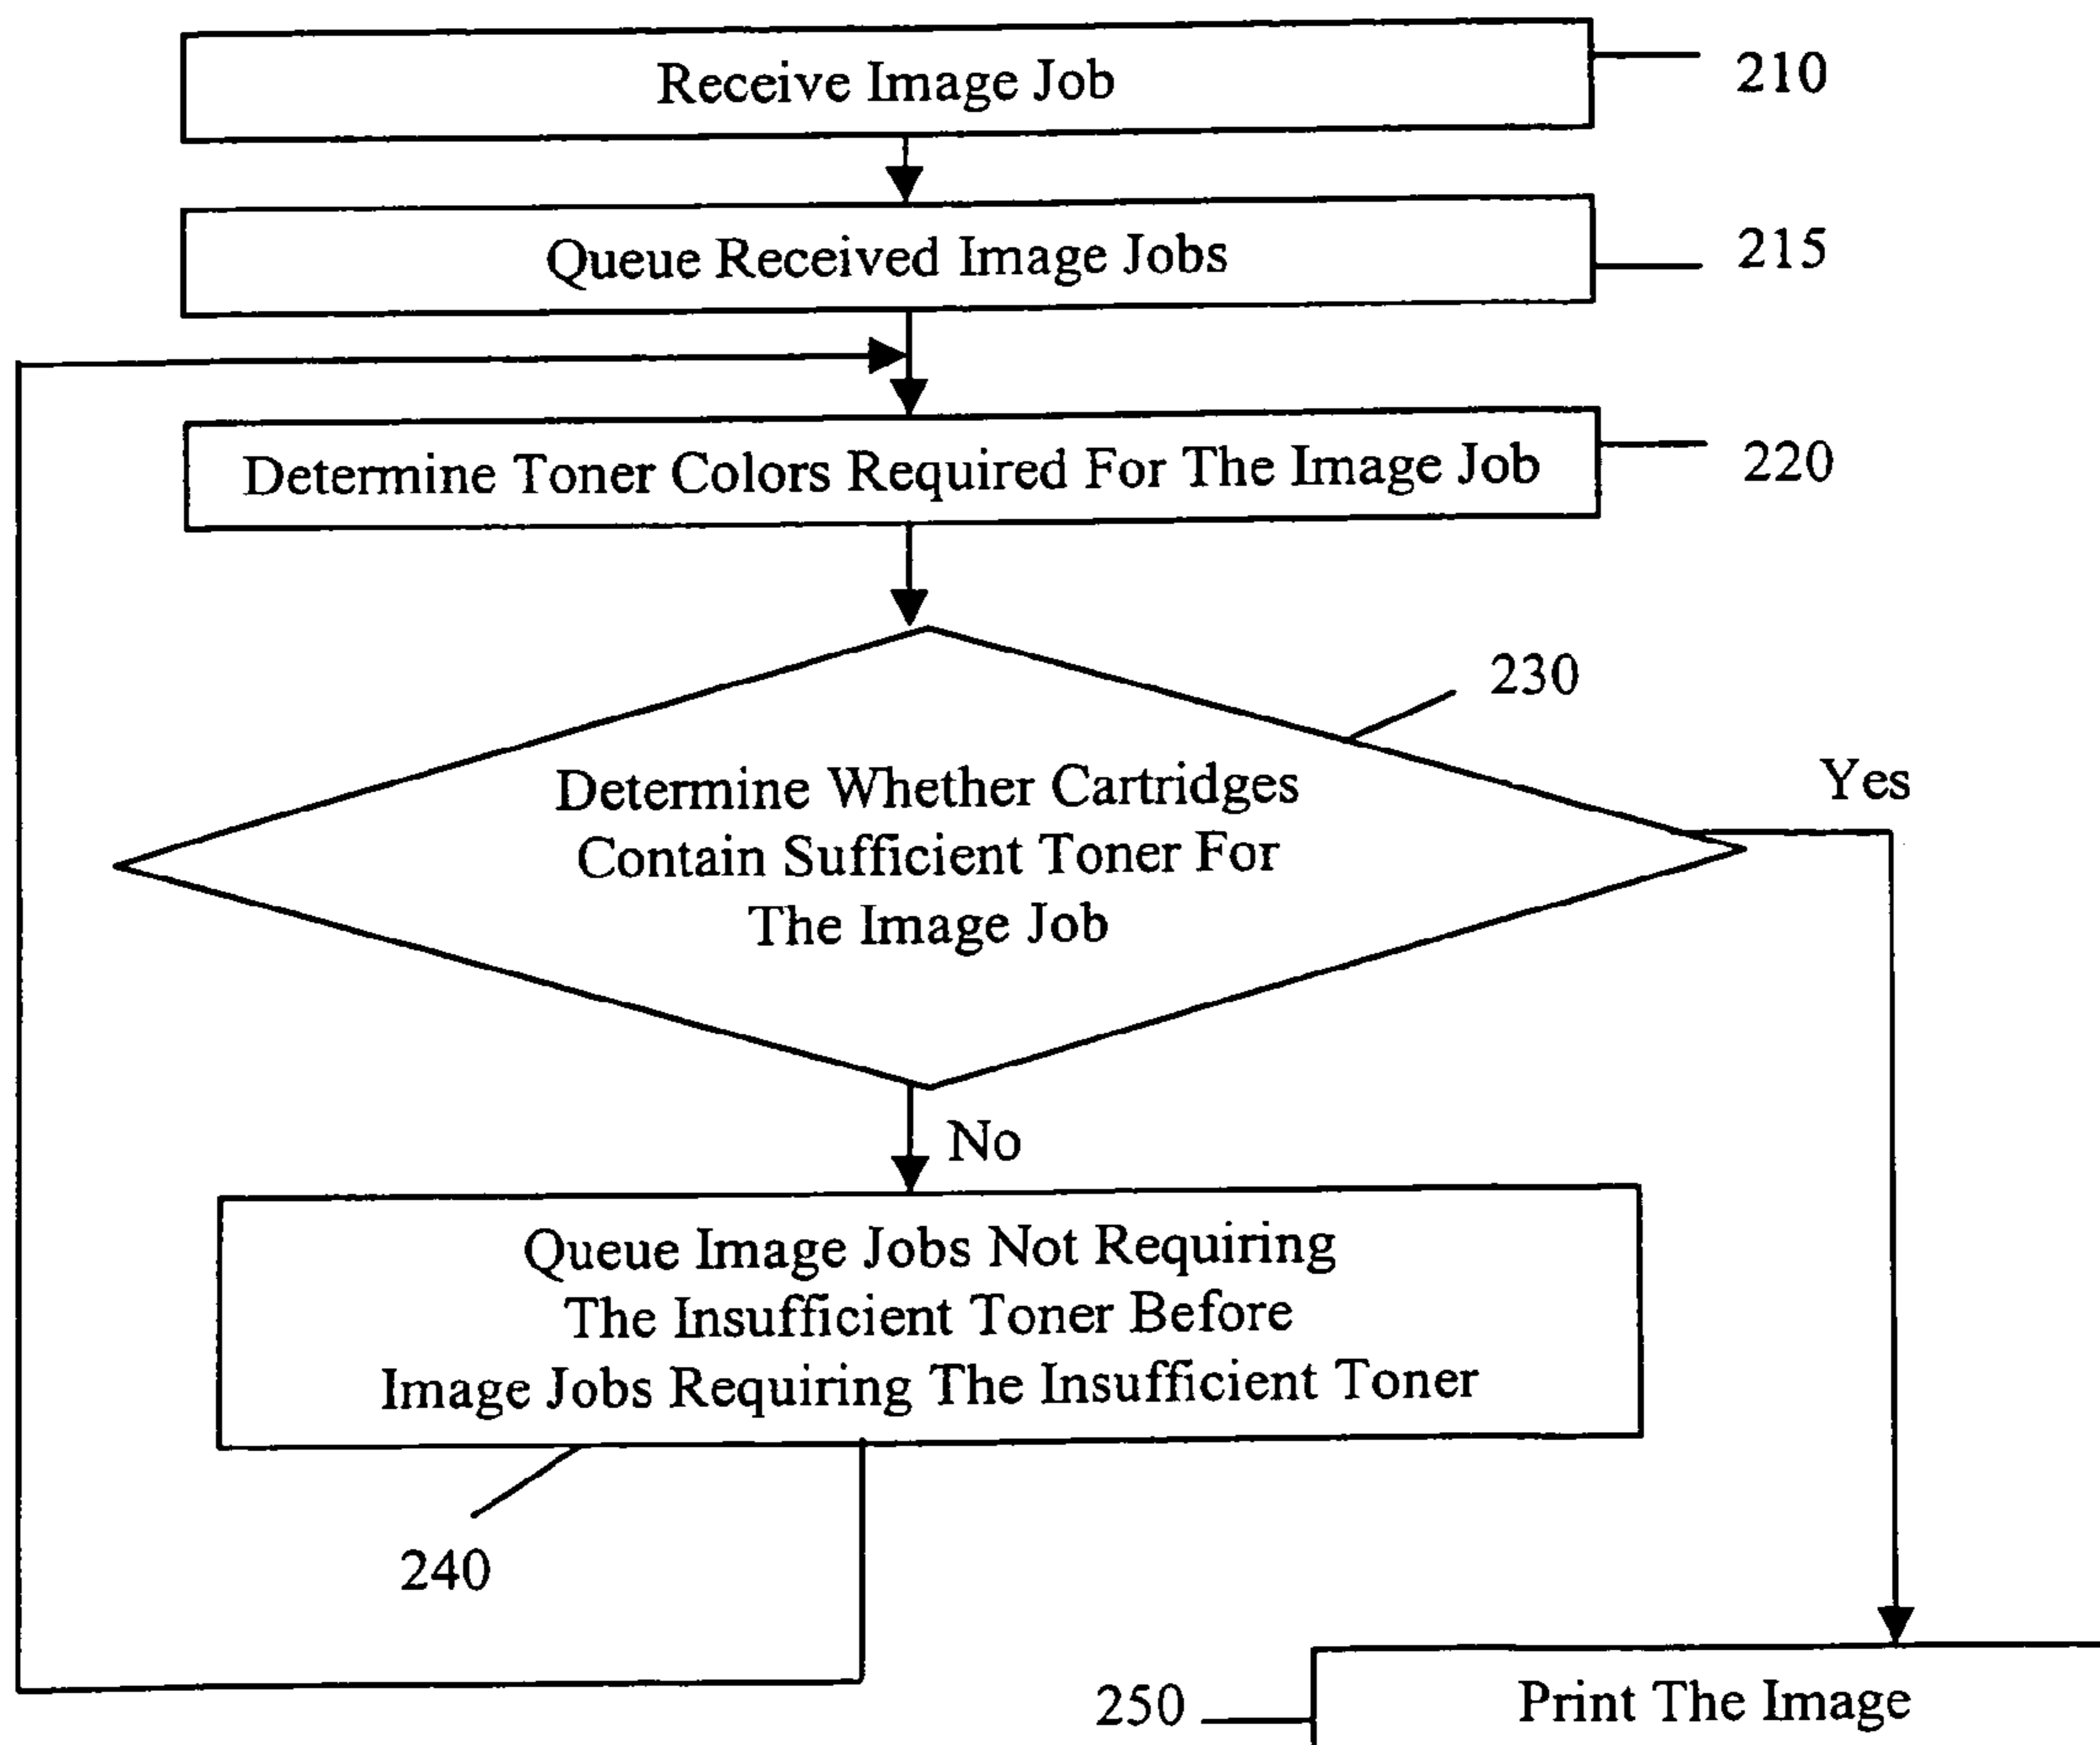 Receive Image Job
210
Queue Received Image Jobs
215
Determine Toner Colors Required For The Image Job
220
230
Determine Whether Cartridges
Contain Sufficient Toner For
The Image Job
Yes
No
Queue Image Jobs Not Requiring
The Insufficient Toner Before
Image Jobs Requiring The Insufficient Toner
240
250
Print The Image